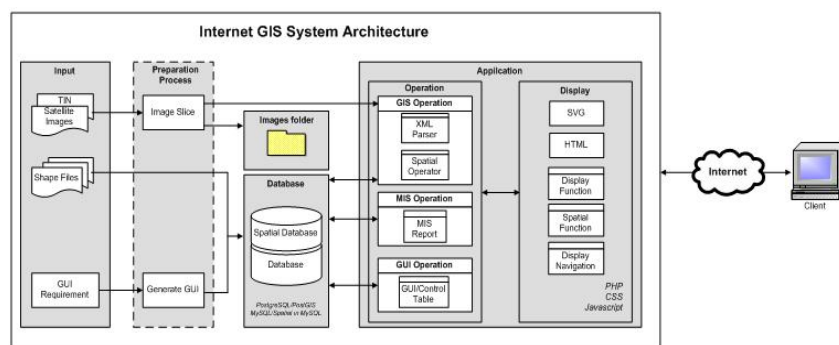 Internet GIS System Architecture
Input
TIN
Satellite
Images
Shape Files
GUI
Requirement
Preparation
Process
Image Slice
Generate GUI
Images folder
Database
Spatial Database
Database
PostgreSQL/PostGIS
MySQL/Spatial in MySQL
Application
Operation
GIS Operation
XML
Parser
Spatial
Operator
MIS Operation
MIS
Report
GUI Operation
GUI/Control
Table
Display
SVG
HTML
Display
Function
Spatial
Function
Display
Navigation
PHP
CSS
Javascript
Internet
Client